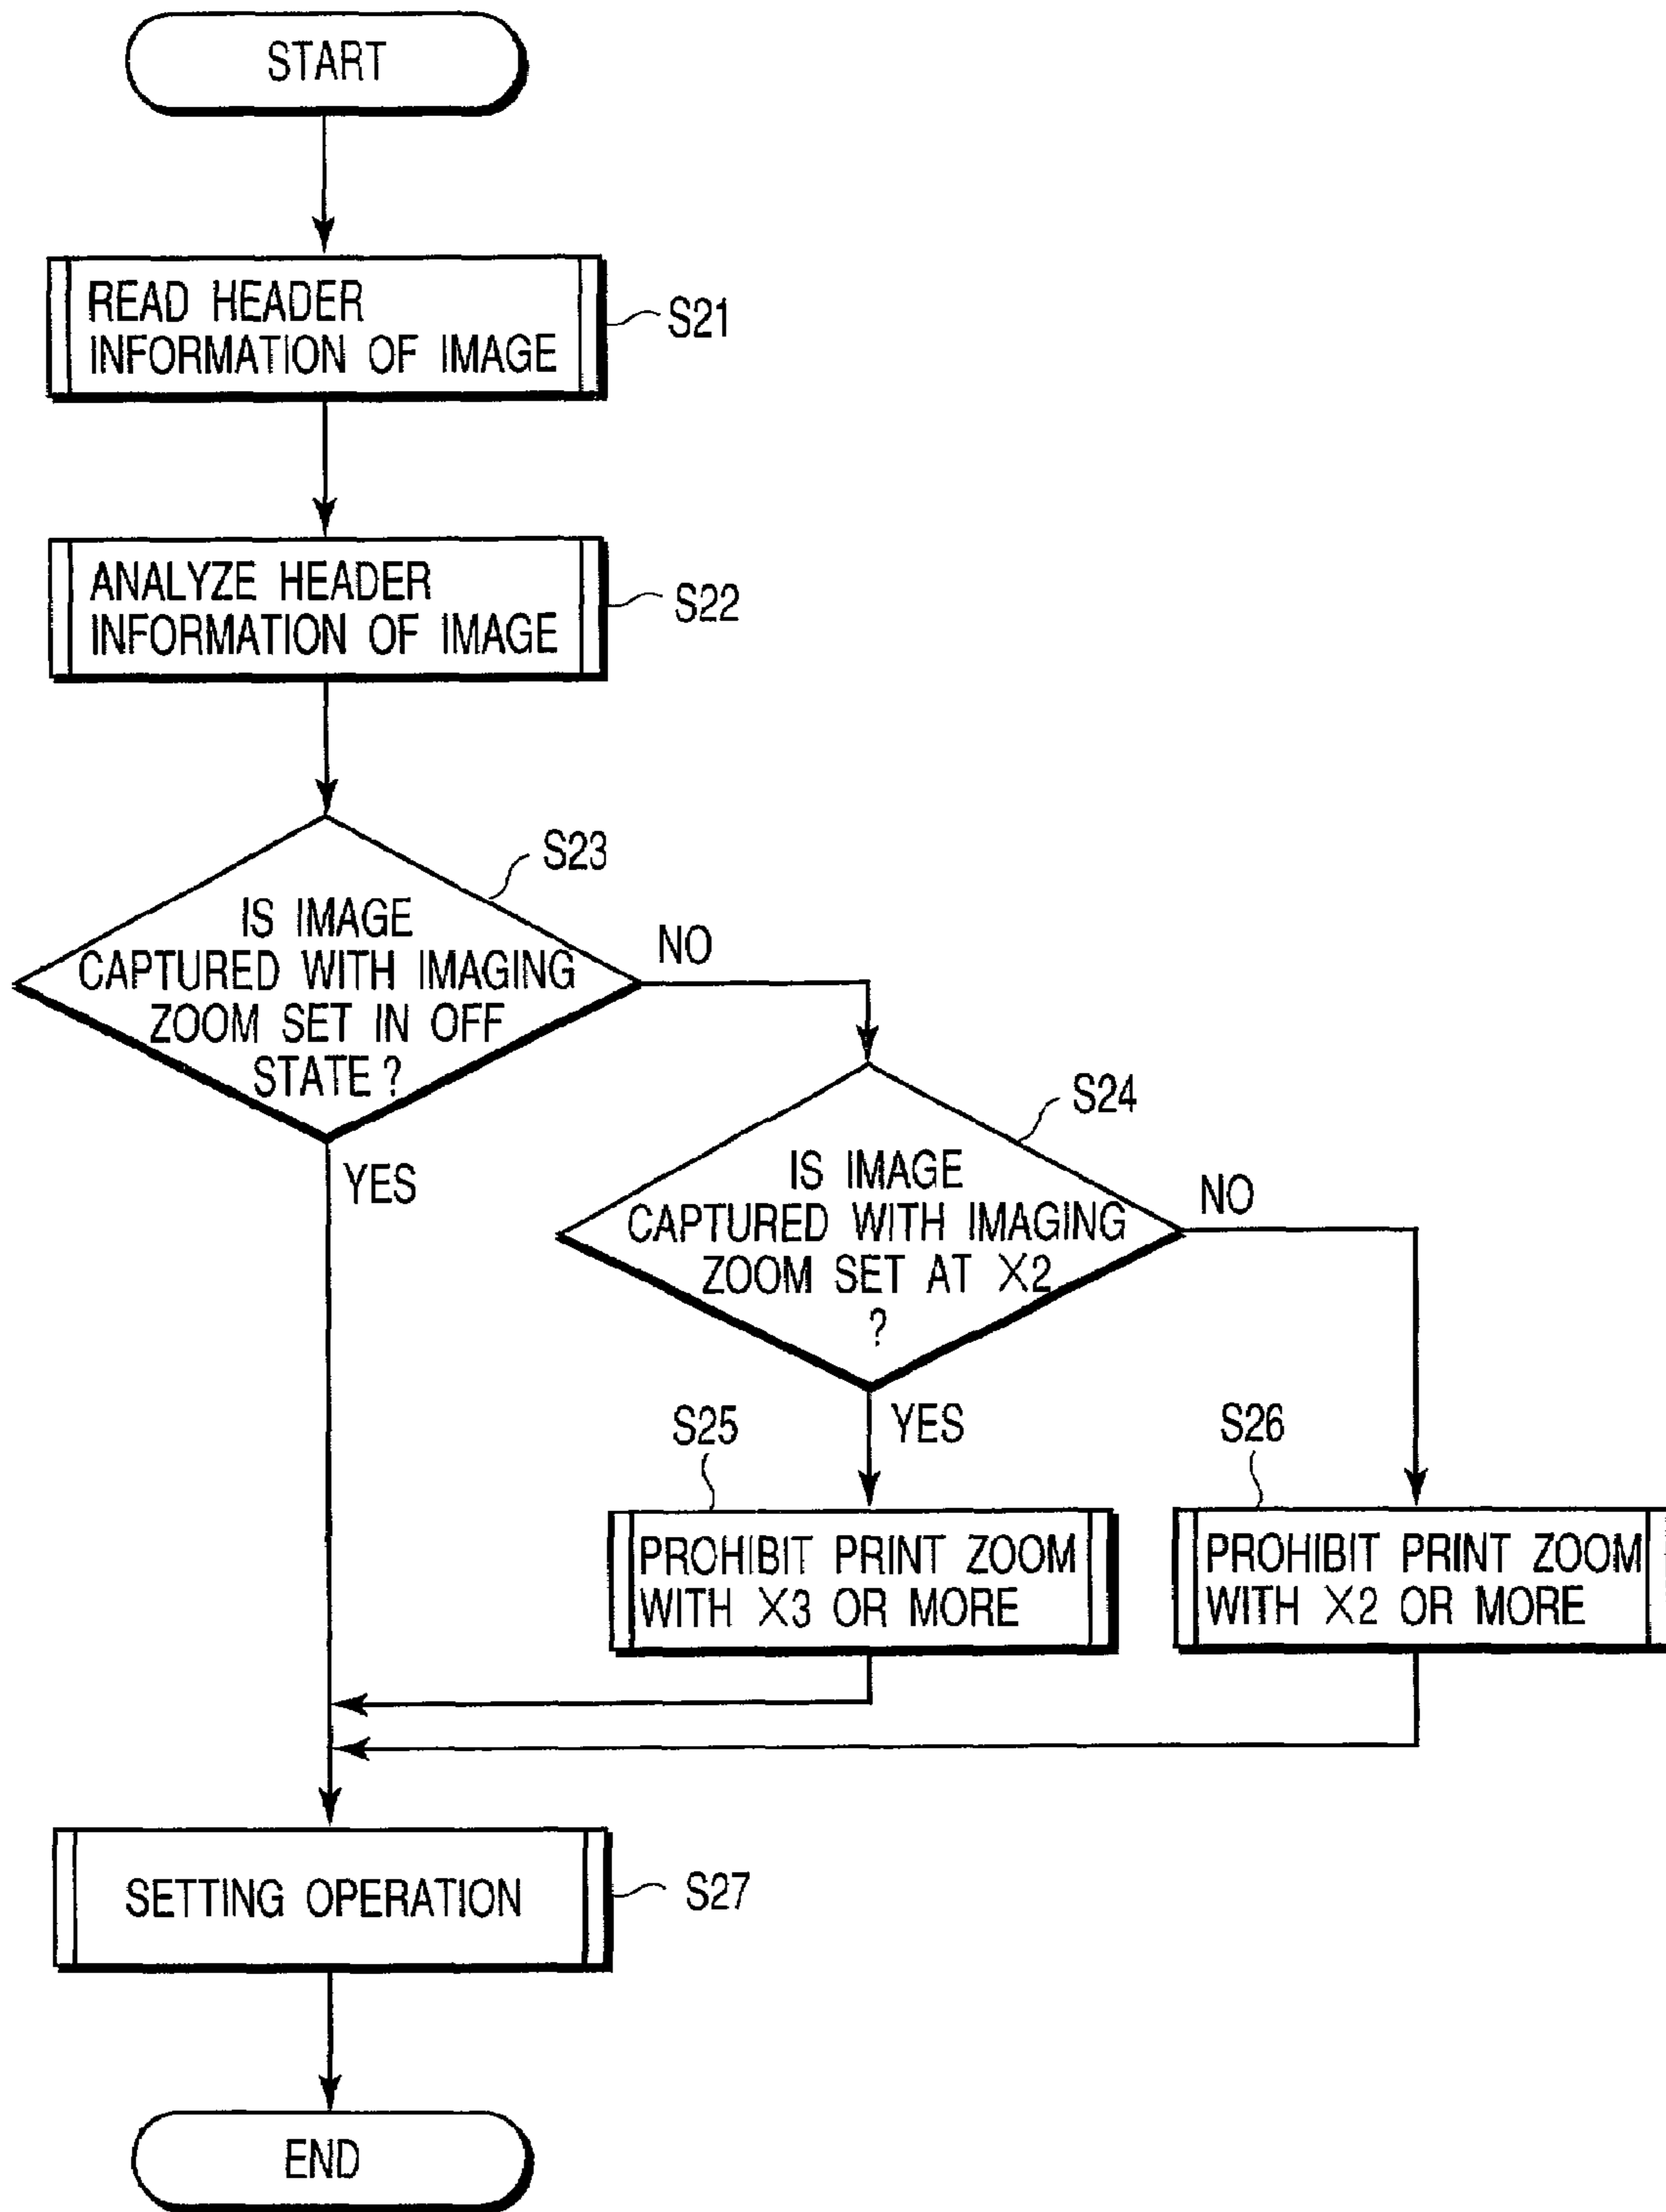 START
READ HEADER
INFORMATION OF IMAGE
S21
ANALYZE HEADER
INFORMATION OF IMAGE
S22
S23
IS IMAGE
CAPTURED WITH IMAGING
ZOOM SET IN OFF
STATE?
NO
YES
S24
IS IMAGE
CAPTURED WITH IMAGING
ZOOM SET AT X2
?
NO
YES
S25
PROHIBIT PRINT ZOOM
WITH X3 OR MORE
S26
PROHIBIT PRINT ZOOM
WITH X2 OR MORE
SETTING OPERATION
S27
END